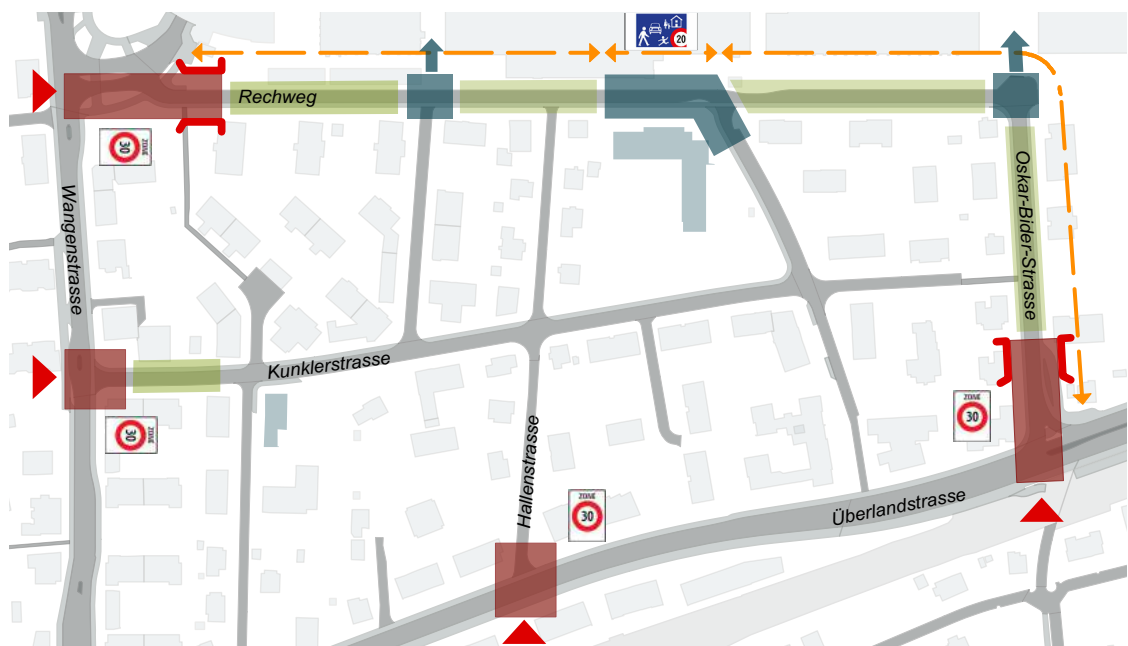 20
Rechweg
ZONE
30
Wangenstrasse
Oskar-Bider-Strasse
Kunklerstrasse
ZONE
30
ZONE
30
Hallenstrasse
ZONE
30
Überlandstrasse